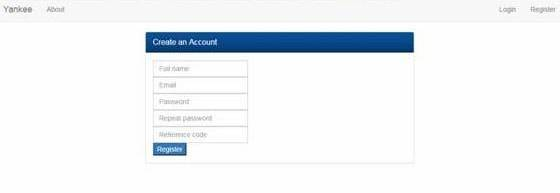 Yankee About Login Register
Create an Account
Full name
Email
Password
Repeat password
Reference code
Register